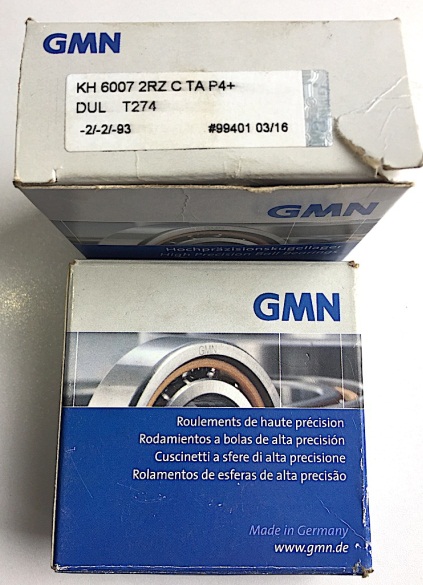 GMN
KH 6007 2RZ C TA P4+
DUL T274
-2/-2/-93 #99401 03/16
GMN
Hochpräzisionskugellager
High Precision Ball Bearings
GMN
GMN
Roulements de haute précision
Rodamientos a bolas de alta precisión
Cuscinetti a sfere di alta precisione
Rolamentos de esferas de alta precisão
Made in Germany
www.gmn.de